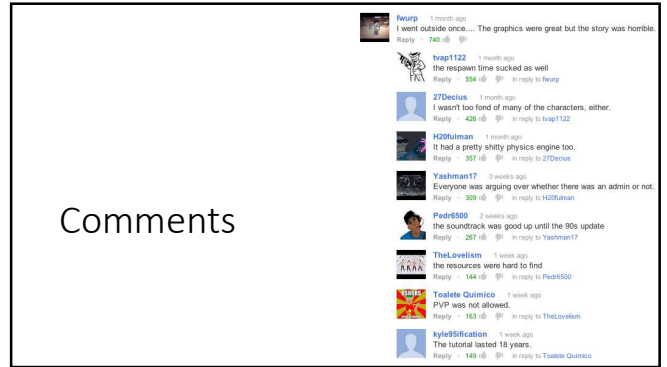 Comments
fwurp 1 month ago
I went outside once.... The graphics were great but the story was horrible.
Reply · 740
tvap1122 1 month ago
the respawn time sucked as well
Reply · 554 in reply to fwurp
27Decius 1 month ago
I wasn't too fond of many of the characters, either.
Reply · 426 in reply to tvap1122
H20fulman 1 month ago
It had a pretty shitty physics engine too.
Reply · 357 in reply to 27Decius
Yashman17 3 weeks ago
Everyone was arguing over whether there was an admin or not.
Reply · 309 in reply to H20fulman
Pedr6500 2 weeks ago
the soundtrack was good up until the 90s update
Reply · 267 in reply to Yashman17
TheLovelism 1 week ago
the resources were hard to find
Reply · 144 in reply to Pedr6500
Toalete Químico 1 week ago
PVP was not allowed.
Reply · 163 in reply to TheLovelism
kyle95ification 1 week ago
The tutorial lasted 18 years.
Reply · 149 in reply to Toalete Químico